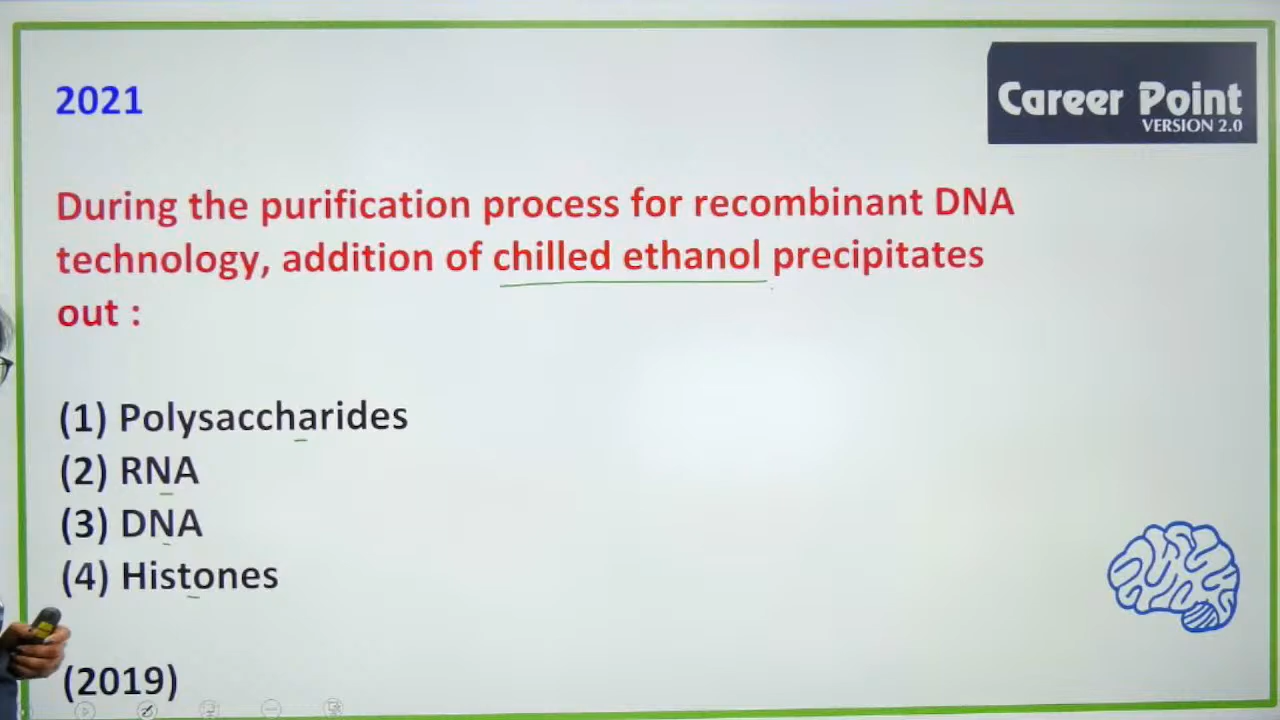 2021
Career Point
VERSION 2.0
During the purification process for recombinant DNA
technology, addition of chilled ethanol precipitates
out :
(1) Polysaccharides
(2) RNA
(3) DNA
(4) Histones
(2019)